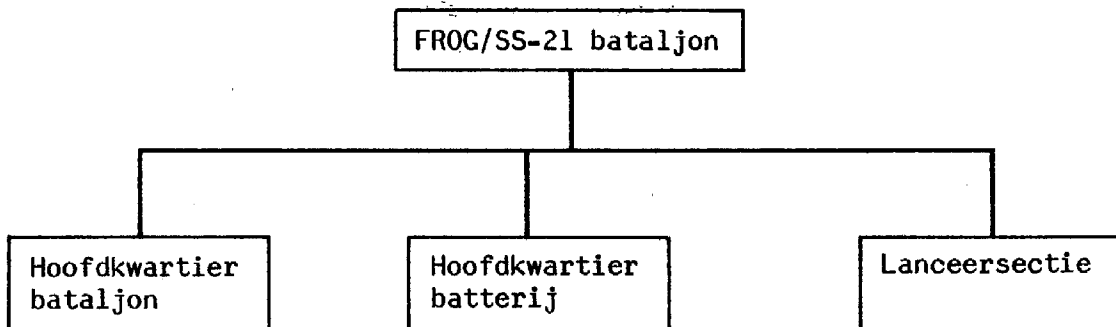 FROG/SS-21 bataljon
Hoofdkwartier
bataljon
Hoofdkwartier
batterij
Lanceersectie